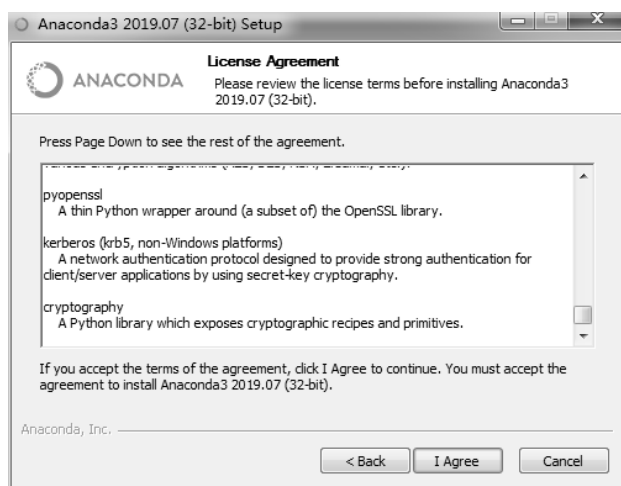 Anaconda3 2019.07 (32-bit) Setup
ANACONDA
License Agreement
Please review the license terms before installing Anaconda3
2019.07 (32-bit).
Press Page Down to see the rest of the agreement.
pyopenssl
A thin Python wrapper around (a subset of) the OpenSSL library.
kerberos (krb5, non-Windows platforms)
A network authentication protocol designed to provide strong authentication for
client/server applications by using secret-key cryptography.
cryptography
A Python library which exposes cryptographic recipes and primitives.
If you accept the terms of the agreement, click I Agree to continue. You must accept the
agreement to install Anaconda3 2019.07 (32-bit).
Anaconda, Inc.
< Back
I Agree
Cancel